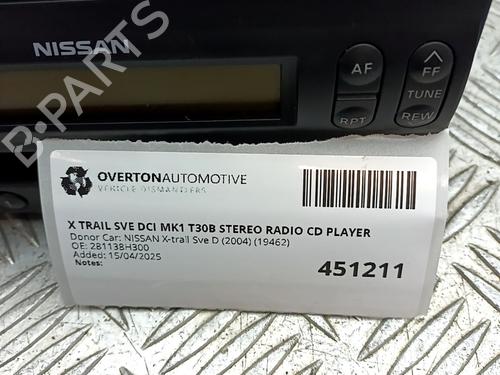 NISSAN
AF
FF
TUNE
RPT
REW
B-PARTS
OVERTONAUTOMOTIVE
VEHICLE DISMANTLERS
X TRAIL SVE DCI MK1 T30B STEREO RADIO CD PLAYER
Donor Car: NISSAN X-trail Sve D (2004) (19462)
OE: 281138H300
Added: 15/04/2025
Notes:
451211